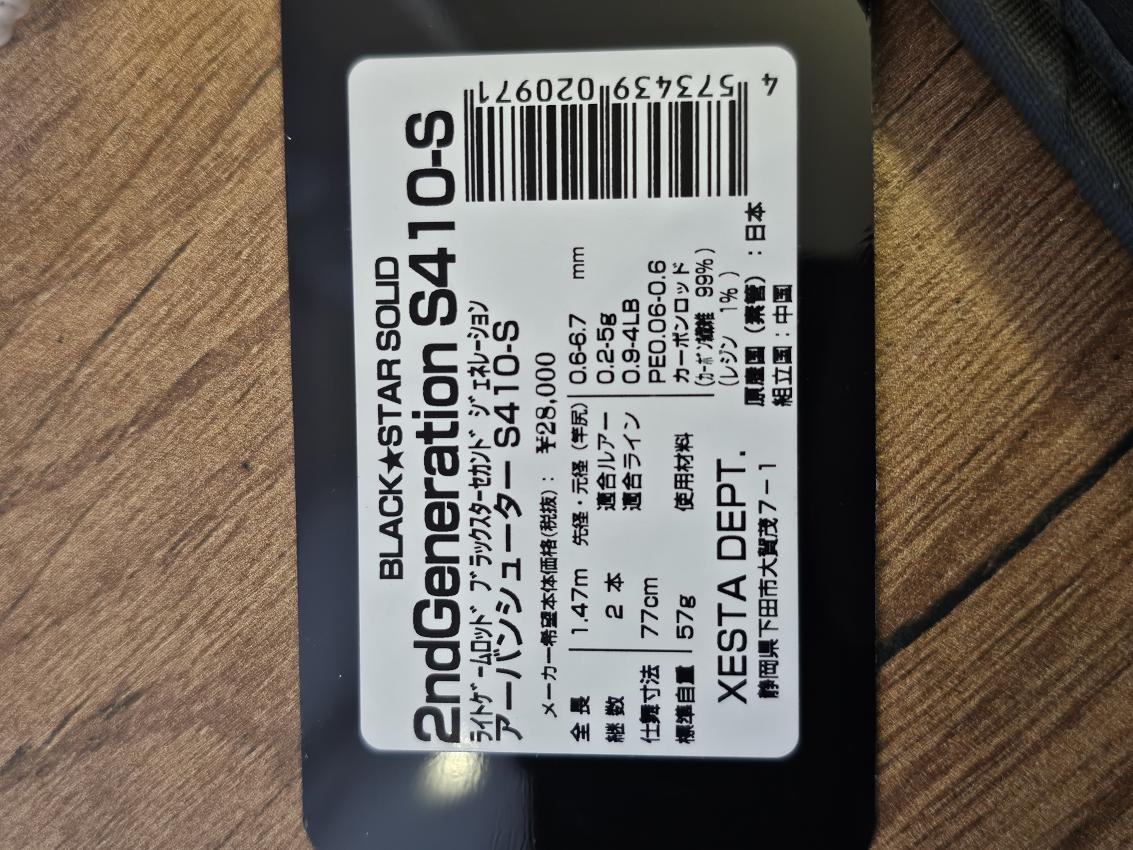 BLACK★STAR SOLID
2ndGeneration S410-S
ライトゲームロッド ブラックスターセカンド ジェネレーション
アーバンシューター S410-S
メーカー希望本体価格(税抜): ¥28,000
全長 1.47m 先径・元径(竿尻) 0.6-6.7 mm
継数 2本 適合ルアー 0.2-5g
仕舞寸法 77cm 適合ライン 0.9-4LB
PE0.06-0.6
標準自重 57g 使用材料 カーボンロッド
(カーボン繊維 99%)
(レジン 1%)
XESTA DEPT. 原産国(素管):日本
静岡県下田市大賀茂7-1 組立国:中国
4 573439 020971